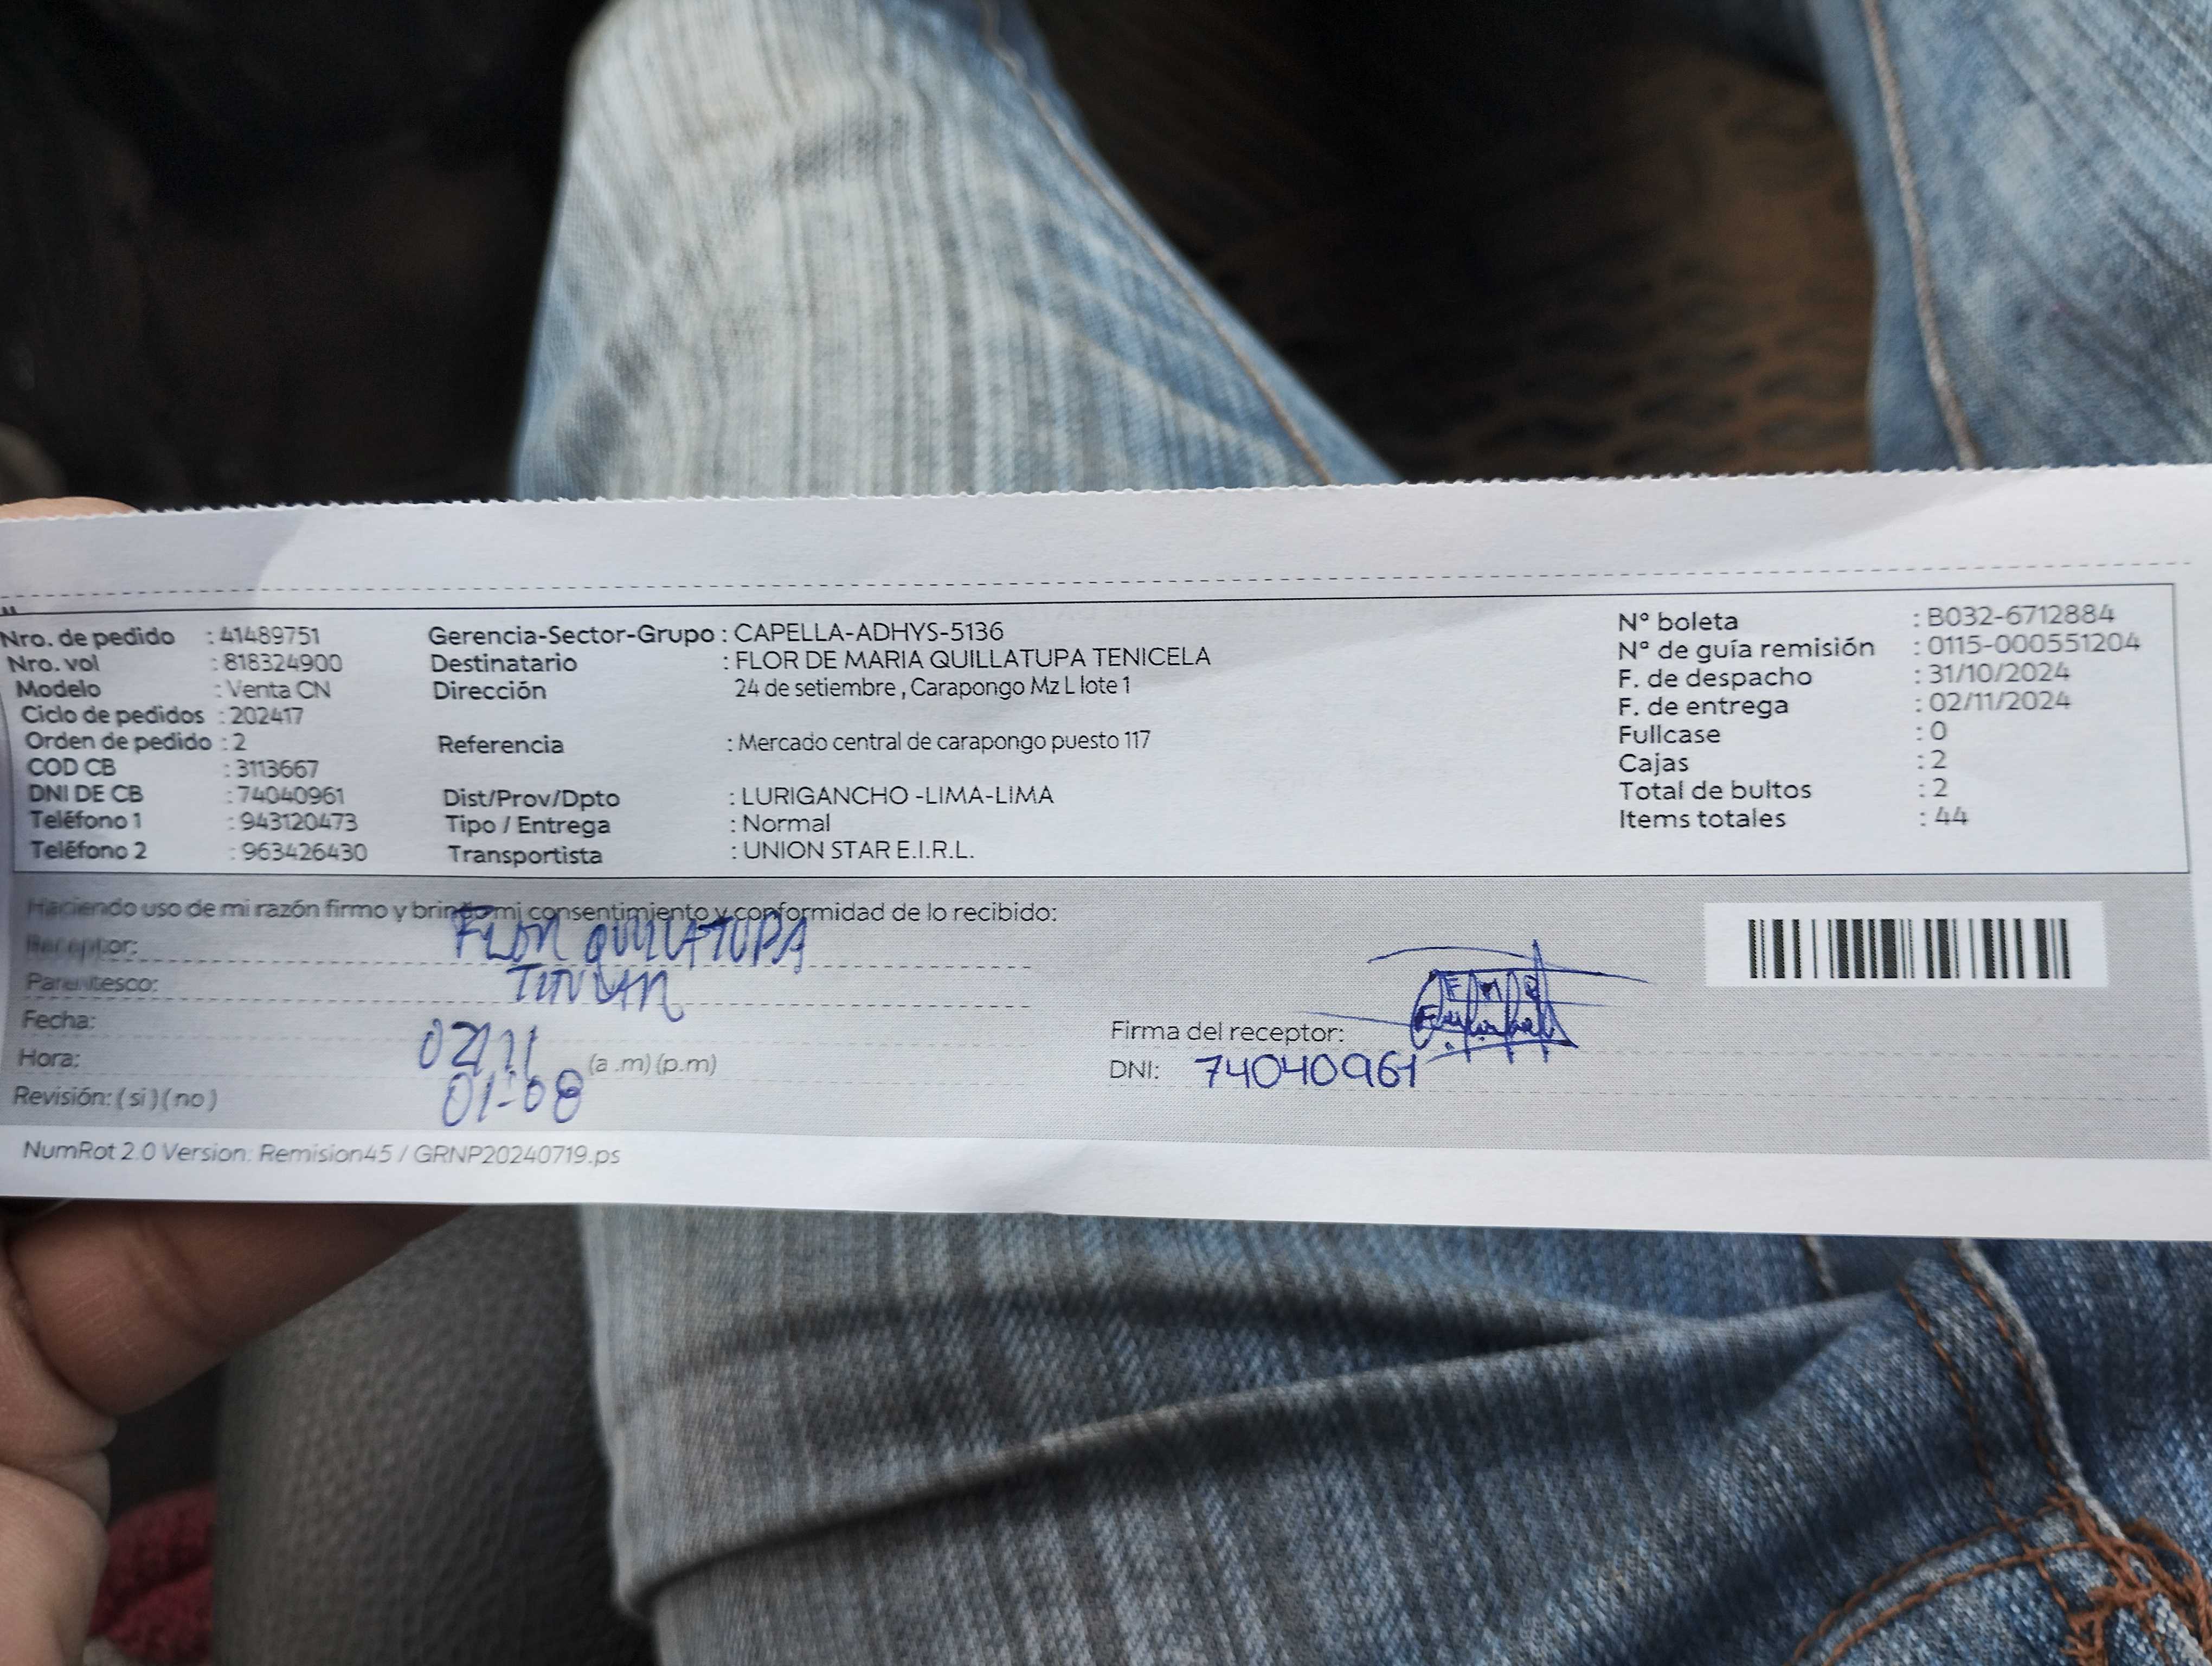 Nro. de pedido : 41489751
Nro. vol : 818324900
Modelo : Venta CN
Ciclo de pedidos : 202417
Orden de pedido : 2
COD CB : 3113667
DNI DE CB : 74040961
Teléfono 1 : 943120473
Teléfono 2 : 963426430
Gerencia-Sector-Grupo : CAPELLA-ADHYS-5136
Destinatario : FLOR DE MARIA QUILLATUPA TENICELA
Dirección 24 de setiembre , Carapongo Mz L lote 1
Referencia : Mercado central de carapongo puesto 117
Dist/Prov/Dpto : LURIGANCHO -LIMA-LIMA
Tipo / Entrega : Normal
Transportista : UNION STAR E.I.R.L.
N° boleta : B032-6712884
N° de guía remisión : 0115-000551204
F. de despacho : 31/10/2024
F. de entrega : 02/11/2024
Fullcase : 0
Cajas : 2
Total de bultos : 2
Items totales : 44
Haciendo uso de mi razón firmo y brindo mi consentimiento y conformidad de lo recibido:
Receptor: FLOR QUILLATUPA
Parentesco:
Fecha: 02/11
Hora: 01:08 (a .m) (p.m)
Revisión: ( si ) ( no )
Firma del receptor:
DNI: 74040961
NumRot 2.0 Version: Remision45 / GRNP20240719.ps